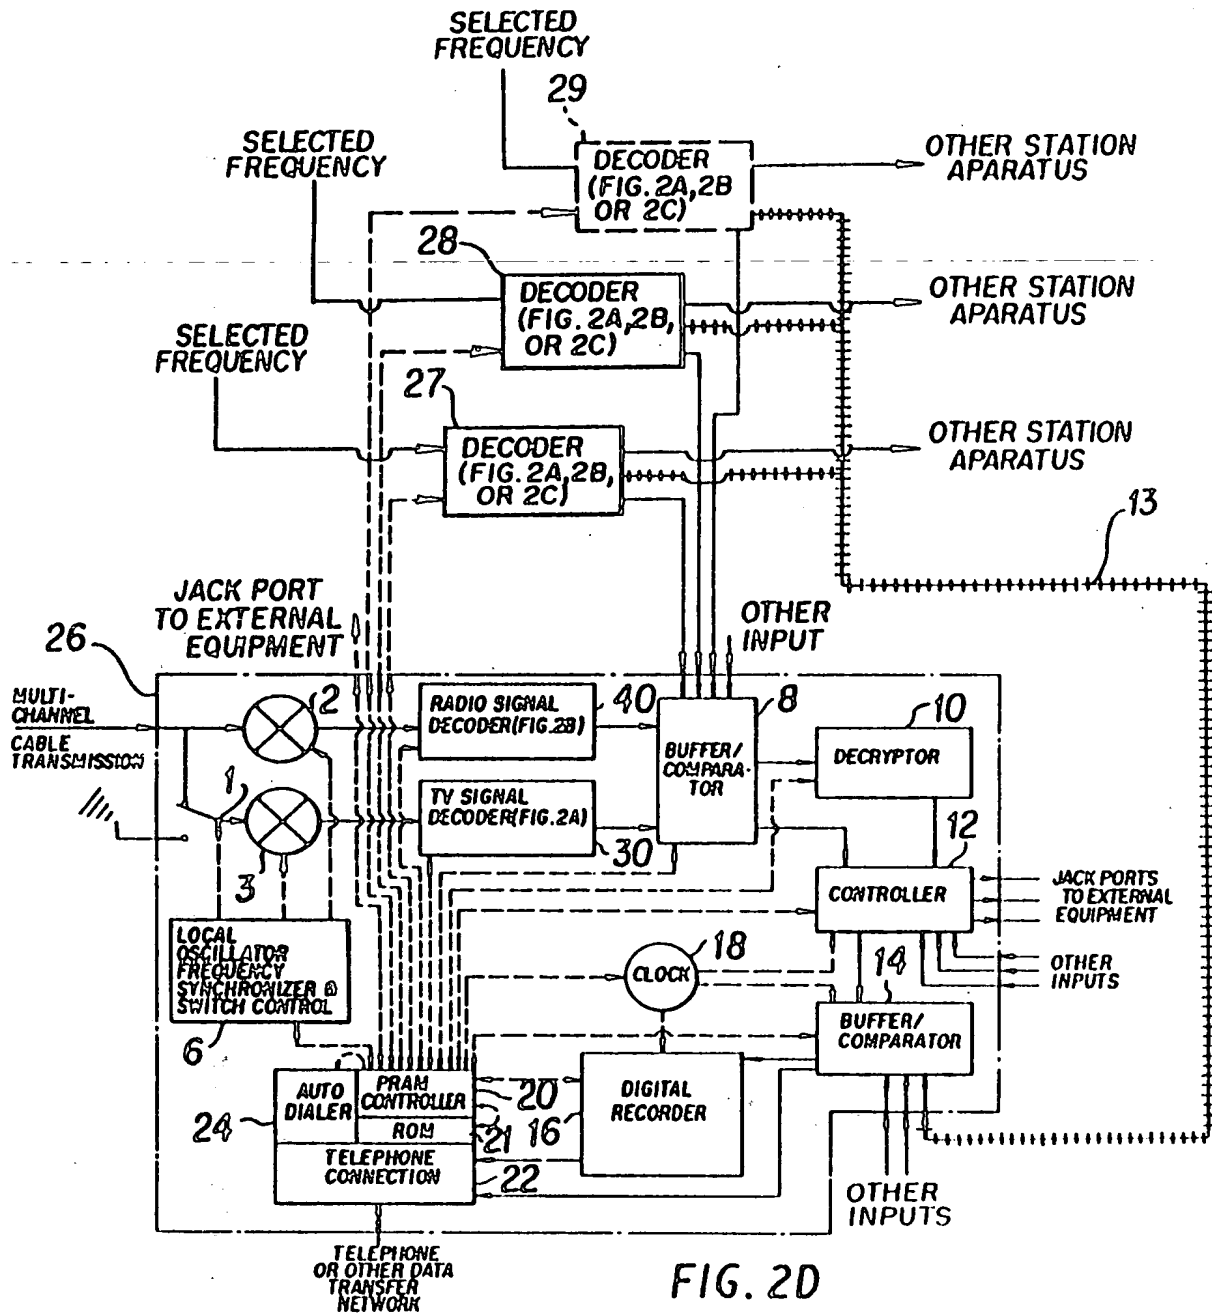 SELECTED
FREQUENCY
29
SELECTED
FREQUENCY
DECODER
(FIG. 2A, 2B
OR 2C)
OTHER STATION
APPARATUS
28
DECODER
(FIG. 2A, 2B,
OR 2C)
OTHER STATION
APPARATUS
SELECTED
FREQUENCY
27
DECODER
(FIG. 2A, 2B,
OR 2C)
OTHER STATION
APPARATUS
13
JACK PORT
TO EXTERNAL
EQUIPMENT
OTHER
INPUT
26
MULTI-
CHANNEL
CABLE
TRANSMISSION
2
RADIO SIGNAL
DECODER (FIG. 2B)
40
8
BUFFER/
COMPARA-
TOR
10
DECRYPTOR
1
3
TV SIGNAL
DECODER (FIG. 2A)
30
12
CONTROLLER
JACK PORTS
TO EXTERNAL
EQUIPMENT
LOCAL
OSCILLATOR
FREQUENCY
SYNCHRONIZER &
SWITCH CONTROL
6
CLOCK
18
14
OTHER
INPUTS
BUFFER/
COMPARATOR
AUTO
DIALER
24
PRAM
CONTROLLER
20
ROM
21
16
DIGITAL
RECORDER
TELEPHONE
CONNECTION
22
OTHER
INPUTS
TELEPHONE
OR OTHER DATA
TRANSFER
NETWORK
FIG. 2D